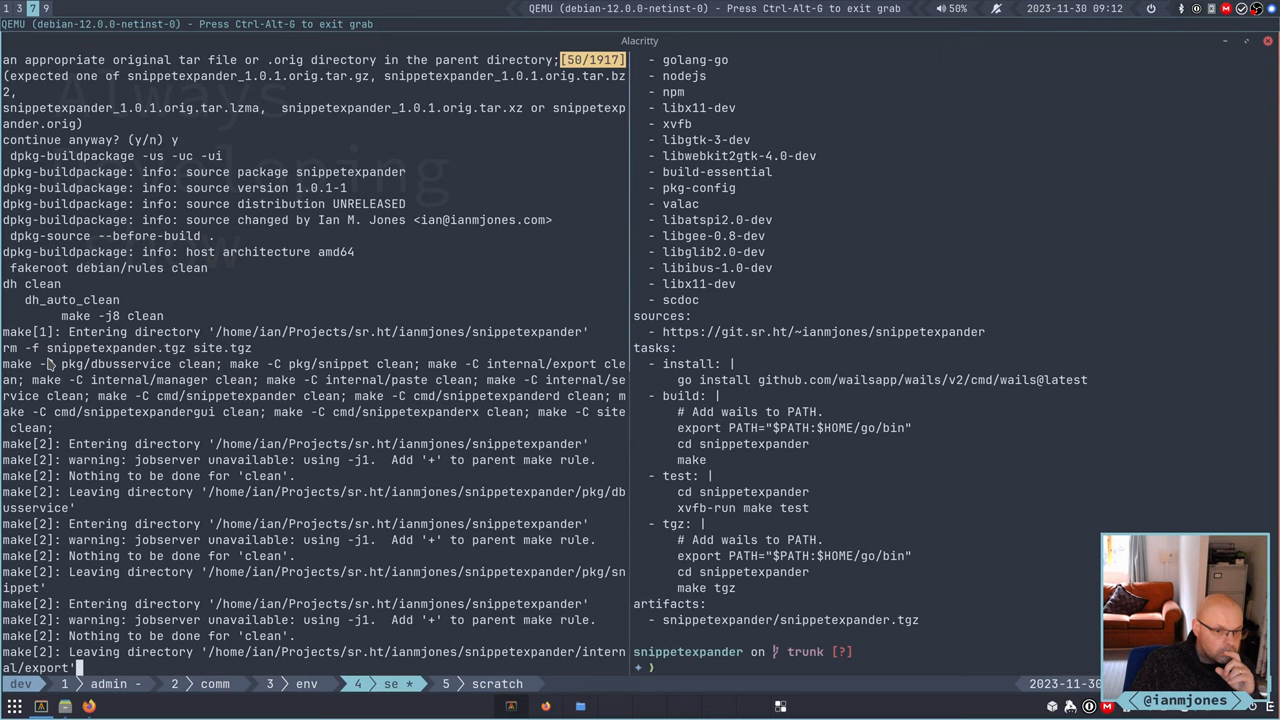 1 3 7 9
QEMU (debian-12.0.0-netinst-0) - Press Ctrl-Alt-G to exit grab
50%
2023-11-30
09:12
QEMU (debian-12.0.0-netinst-0) - Press Ctrl-Alt-G to exit grab
Alacritty
an appropriate original tar file or .orig directory in the parent directory;[50/1917]
(expected one of snippetexpander_1.0.1.orig.tar.gz, snippetexpander_1.0.1.orig.tar.bz
2,
snippetexpander_1.0.1.orig.tar.lzma,  snippetexpander_1.0.1.orig.tar.xz or snippetexp
ander.orig)
continue anyway? (y/n) y
dpkg-buildpackage -us -uc -ui
dpkg-buildpackage: info: source package snippetexpander
dpkg-buildpackage: info: source version 1.0.1-1
dpkg-buildpackage: info: source distribution UNRELEASED
dpkg-buildpackage: info: source changed by Ian M. Jones <ian@ianmjones.com>
dpkg-source --before-build .
dpkg-buildpackage: info: host architecture amd64
fakeroot debian/rules clean
dh clean
dh_auto_clean
make -j8 clean
make[1]: Entering directory '/home/ian/Projects/sr.ht/ianmjones/snippetexpander'
rm -f snippetexpander.tgz site.tgz
make -C pkg/dbusservice clean; make -C pkg/snippet clean; make -C internal/export cle
an; make -C internal/manager clean; make -C internal/paste clean; make -C internal/se
rvice clean; make -C cmd/snippetexpander clean; make -C cmd/snippetexpanderd clean; m
ake -C cmd/snippetexpandergui clean; make -C cmd/snippetexpanderx clean; make -C site
clean;
make[2]: Entering directory '/home/ian/Projects/sr.ht/ianmjones/snippetexpander'
make[2]: warning: jobserver unavailable: using -j1.  Add '+' to parent make rule.
make[2]: Nothing to be done for 'clean'.
make[2]: Leaving directory '/home/ian/Projects/sr.ht/ianmjones/snippetexpander/pkg/db
usservice'
make[2]: Entering directory '/home/ian/Projects/sr.ht/ianmjones/snippetexpander'
make[2]: warning: jobserver unavailable: using -j1.  Add '+' to parent make rule.
make[2]: Nothing to be done for 'clean'.
make[2]: Leaving directory '/home/ian/Projects/sr.ht/ianmjones/snippetexpander/pkg/sn
ippet'
make[2]: Entering directory '/home/ian/Projects/sr.ht/ianmjones/snippetexpander'
make[2]: warning: jobserver unavailable: using -j1.  Add '+' to parent make rule.
make[2]: Nothing to be done for 'clean'.
make[2]: Leaving directory '/home/ian/Projects/sr.ht/ianmjones/snippetexpander/intern
al/export'
- golang-go
- nodejs
- npm
- libx11-dev
- xvfb
- libgtk-3-dev
- libwebkit2gtk-4.0-dev
- build-essential
- pkg-config
- valac
- libatspi2.0-dev
- libgee-0.8-dev
- libglib2.0-dev
- libibus-1.0-dev
- libx11-dev
- scdoc
sources:
- https://git.sr.ht/~ianmjones/snippetexpander
tasks:
- install: |
go install github.com/wailsapp/wails/v2/cmd/wails@latest
- build: |
# Add wails to PATH.
export PATH="$PATH:$HOME/go/bin"
cd snippetexpander
make
- test: |
cd snippetexpander
xvfb-run make test
- tgz: |
# Add wails to PATH.
export PATH="$PATH:$HOME/go/bin"
cd snippetexpander
make tgz
artifacts:
- snippetexpander/snippetexpander.tgz
snippetexpander on trunk [?]
dev 1 admin - 2 comm 3 env 4 se * 5 scratch 2023-11-30
@ianmjones
Always